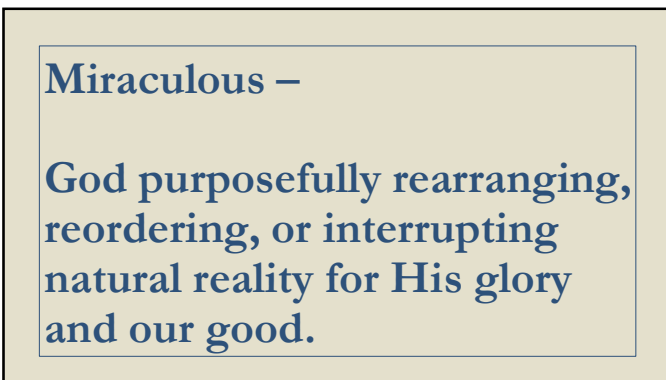 Miraculous –
God purposefully rearranging,
reordering, or interrupting
natural reality for His glory
and our good.